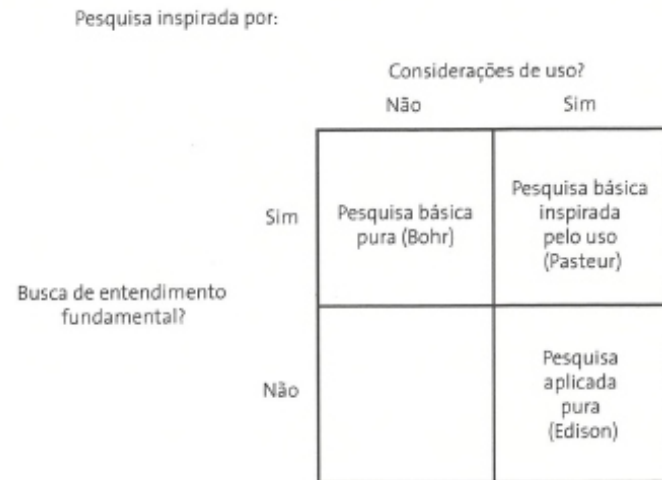 Pesquisa inspirada por:
Considerações de uso?
Não Sim
Sim
Pesquisa básica
pura (Bohr)
Pesquisa básica
inspirada
pelo uso
(Pasteur)
Busca de entendimento
fundamental?
Não
Pesquisa
aplicada
pura
(Edison)